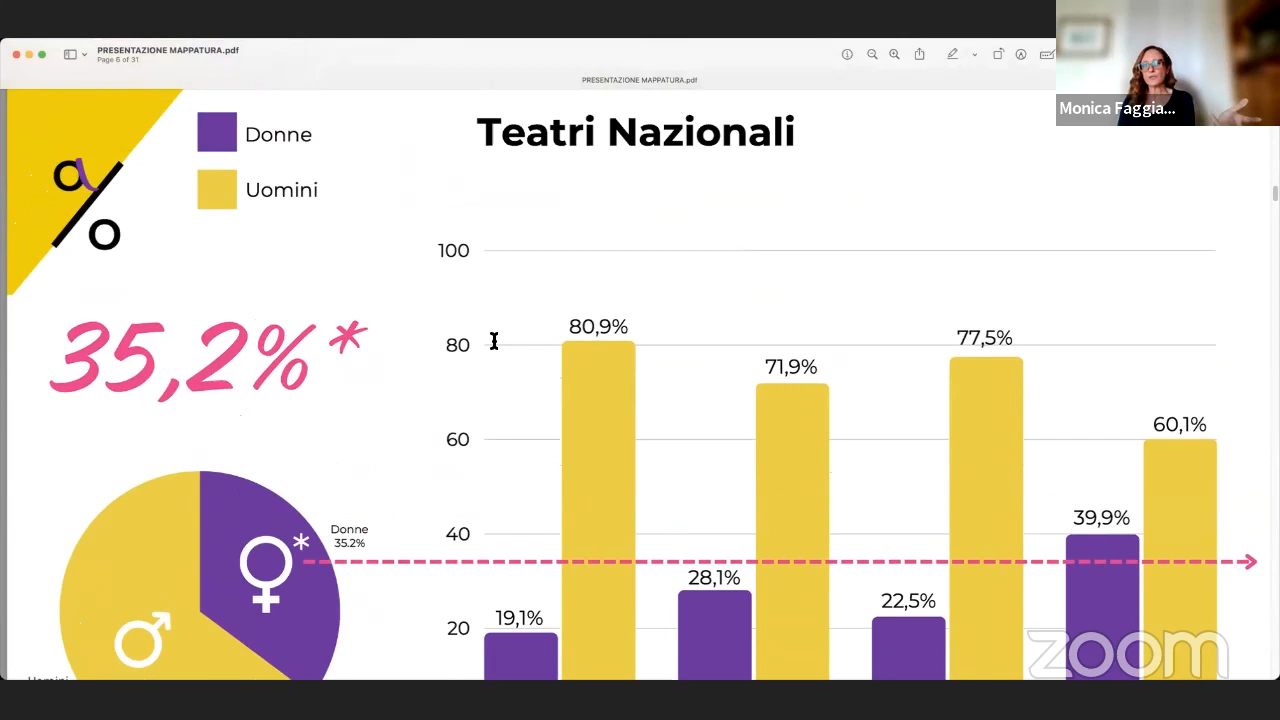 PRESENTAZIONE MAPPATURA.pdf
Page 6 of 31
PRESENTAZIONE MAPPATURA.pdf
Monica Faggia...
Donne
Uomini
Teatri Nazionali
a/o
35,2%*
Donne
35.2%
*
100
80
60
40
20
19,1%
80,9%
28,1%
71,9%
22,5%
77,5%
39,9%
60,1%
zoom